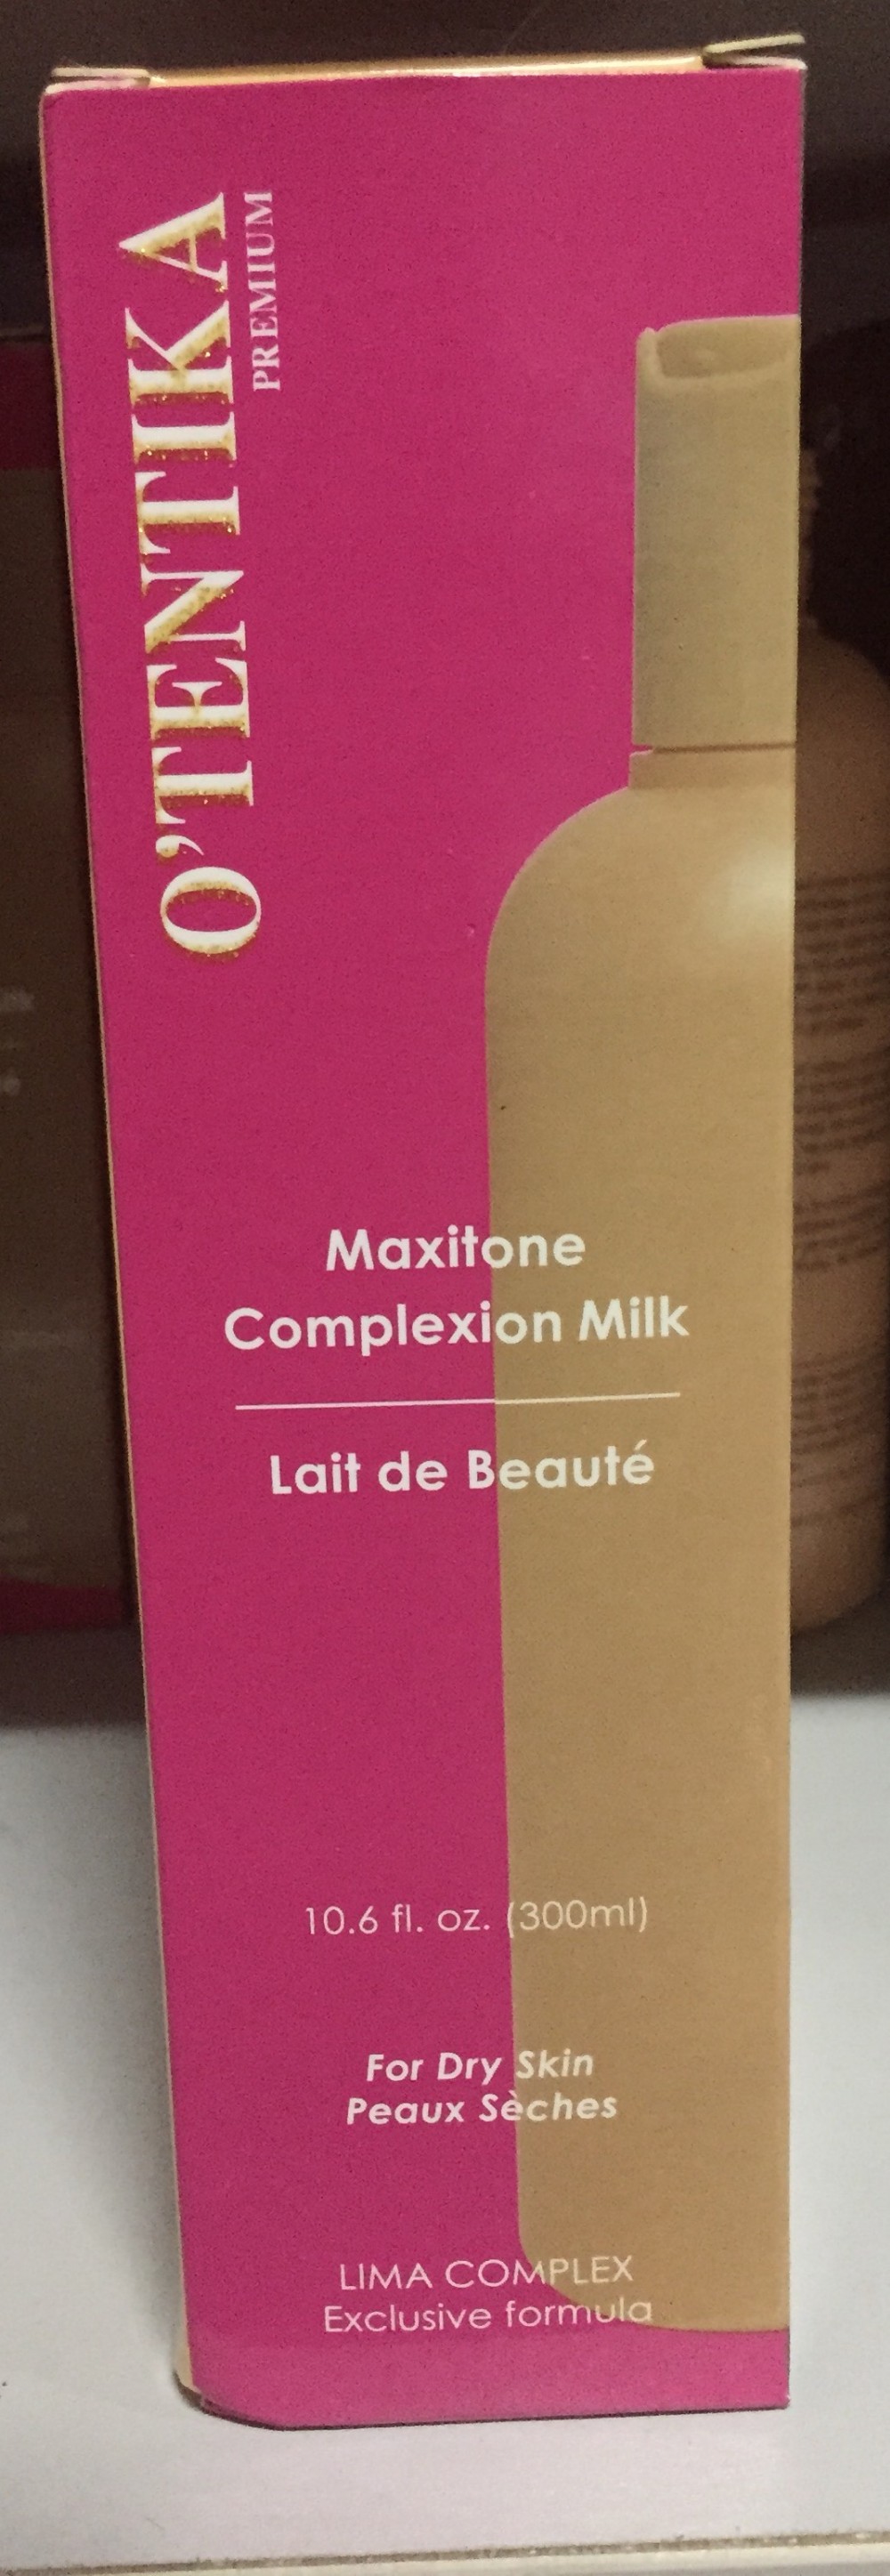 O'TENTIKA
PREMIUM
Maxitone
Complexion Milk
Lait de Beauté
10.6 fl. oz. (300ml)
For Dry Skin
Peaux Sèches
LIMA COMPLEX
Exclusive formula